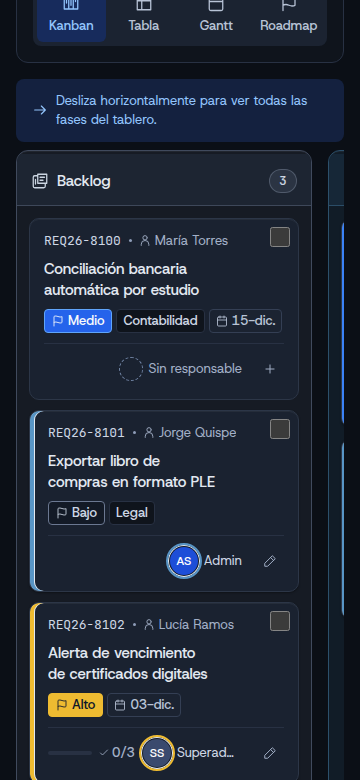 Kanban
Tabla
Gantt
Roadmap
Desliza horizontalmente para ver todas las
fases del tablero.
Backlog
3
REQ26-8100 • María Torres
Conciliación bancaria
automática por estudio
Medio Contabilidad 15-dic.
Sin responsable +
REQ26-8101 • Jorge Quispe
Exportar libro de
compras en formato PLE
Bajo Legal
AS Admin
REQ26-8102 • Lucía Ramos
Alerta de vencimiento
de certificados digitales
Alto 03-dic.
0/3 SS Superad…